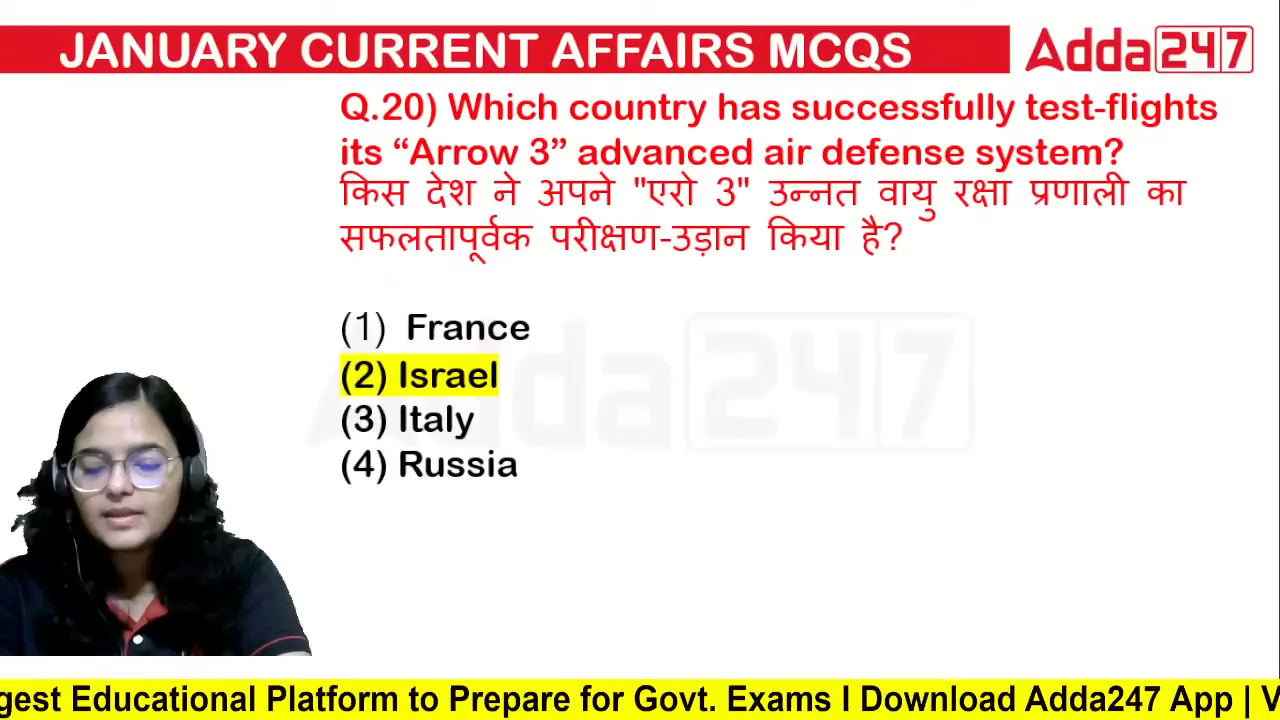 JANUARY CURRENT AFFAIRS MCQS
Adda247
Q.20) Which country has successfully test-flights
its “Arrow 3” advanced air defense system?
किस देश ने अपने "एरो 3" उन्नत वायु रक्षा प्रणाली का
सफलतापूर्वक परीक्षण-उड़ान किया है?
(1) France
(2) Israel
(3) Italy
(4) Russia
Adda247
gest Educational Platform to Prepare for Govt. Exams I Download Adda247 App | V